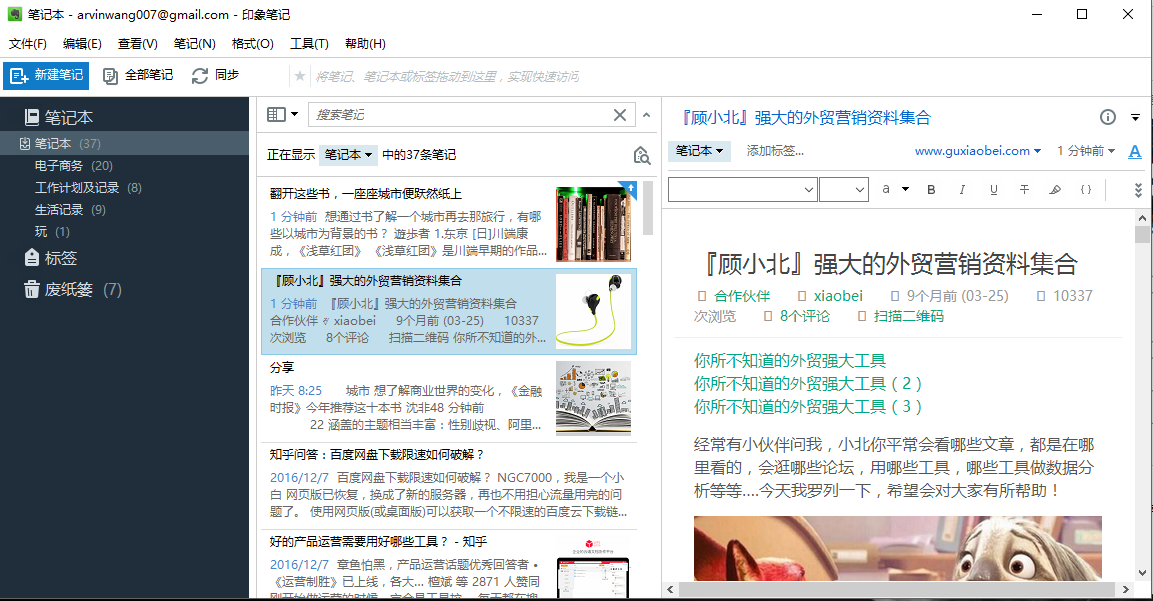 笔记本 - arvinwang007@gmail.com - 印象笔记
文件(F) 编辑(E) 查看(V) 笔记(N) 格式(O) 工具(T) 帮助(H)
新建笔记 全部笔记 同步 将笔记、笔记本或标签拖动到这里，实现快速访问
笔记本
笔记本 (37)
电子商务 (20)
工作计划及记录 (8)
生活记录 (9)
玩 (1)
标签
废纸篓 (7)
搜索笔记
正在显示 笔记本 中的37条笔记
翻开这些书，一座座城市便跃然纸上
1 分钟前 想通过书了解一个城市再去那旅行，有哪
些以城市为背景的书？ 遊歩者 1.东京 [日]川端康
成，《浅草红团》 《浅草红团》是川端早期的作品...
『顾小北』强大的外贸营销资料集合
1 分钟前 『顾小北』强大的外贸营销资料集合
合作伙伴 xiaobei 9个月前 (03-25) 10337
次浏览 8个评论 扫描二维码 你所不知道的外...
分享
昨天 8:25 城市 想了解商业世界的变化，《金融
时报》今年推荐这十本书 沈非48 分钟前
22 涵盖的主题相当丰富：性别歧视、阿里...
知乎问答：百度网盘下载限速如何破解？
2016/12/7 百度网盘下载限速如何破解？ NGC7000，我是一个小
白 网页版已恢复，换成了新的服务器，再也不用担心流量用完的问
题了。 使用网页版(或桌面版)可以获取一个不限速的百度云下载链...
好的产品运营需要用好哪些工具？ - 知乎
2016/12/7 章鱼怕黑，产品运营话题优秀回答者 •
《运营制胜》已上线，各大... 檀斌 等 2871 人赞同
『顾小北』强大的外贸营销资料集合
笔记本 添加标签... www.guxiaobei.com 1 分钟前 A
a B I U T { }
『顾小北』强大的外贸营销资料集合
合作伙伴 xiaobei 9个月前 (03-25) 10337
次浏览 8个评论 扫描二维码
你所不知道的外贸强大工具
你所不知道的外贸强大工具（2）
你所不知道的外贸强大工具（3）
经常有小伙伴问我，小北你平常会看哪些文章，都是在哪
里看的，会逛哪些论坛，用哪些工具，哪些工具做数据分
析等等....今天我罗列一下，希望会对大家有所帮助！